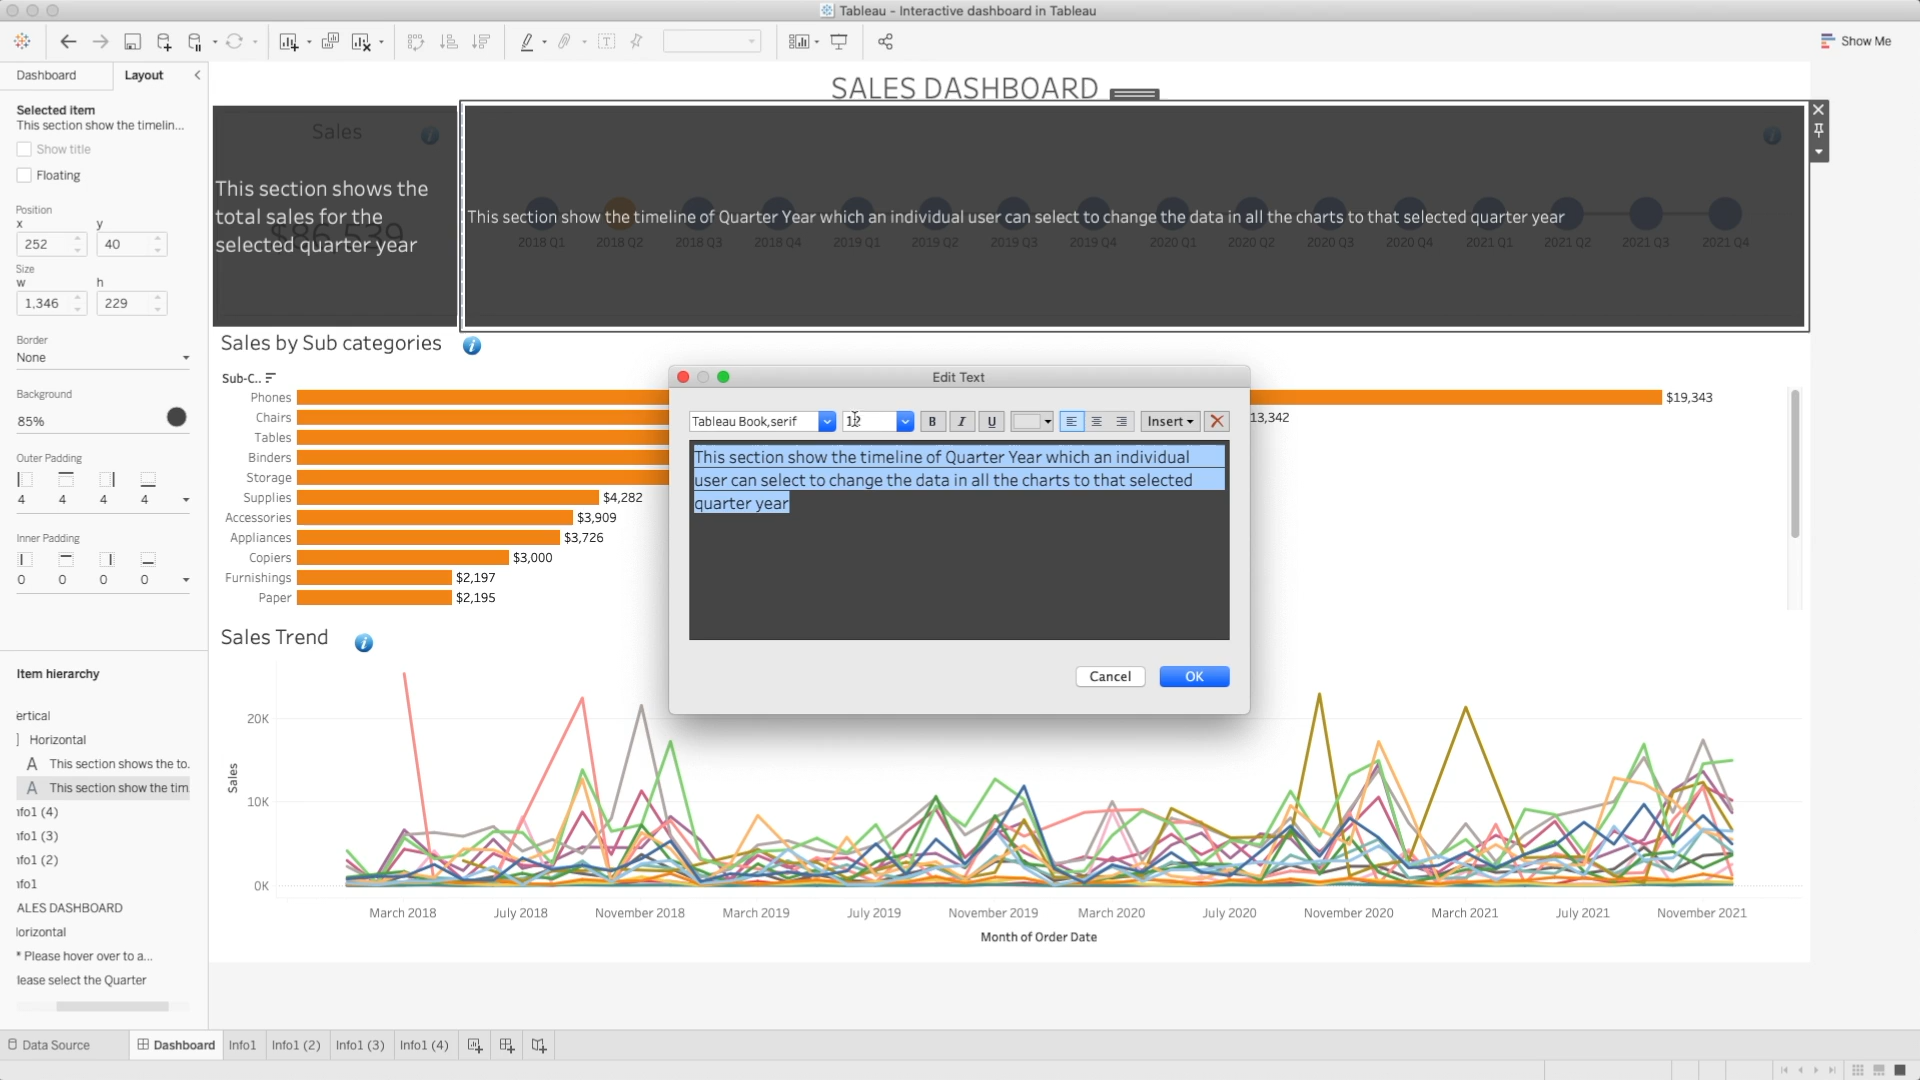 Tableau - Interactive dashboard in Tableau
Show Me
Dashboard
Layout
Selected item
This section show the timelin...
Show title
Floating
Position
x
y
252
40
Size
w
h
1,346
229
Border
None
Background
85%
Outer Padding
4
4
4
4
Inner Padding
0
0
0
0
Item hierarchy
ertical
Horizontal
A This section shows the to.
A This section show the tim
nfo1 (4)
nfo1 (3)
nfo1 (2)
nfo1
ALES DASHBOARD
lorizontal
* Please hover over to a...
lease select the Quarter
SALES DASHBOARD
Sales
This section shows the
total sales for the
selected quarter year
$86,539
This section show the timeline of Quarter Year which an individual user can select to change the data in all the charts to that selected quarter year
2018 Q1
2018 Q2
2018 Q3
2018 Q4
2019 Q1
2019 Q2
2019 Q3
2019 Q4
2020 Q1
2020 Q2
2020 Q3
2020 Q4
2021 Q1
2021 Q2
2021 Q3
2021 Q4
Sales by Sub categories
Sub-C..
Phones
$19,343
Chairs
13,342
Tables
Binders
Storage
Supplies
$4,282
Accessories
$3,909
Appliances
$3,726
Copiers
$3,000
Furnishings
$2,197
Paper
$2,195
Edit Text
Tableau Book,serif
12
B
I
U
Insert
This section show the timeline of Quarter Year which an individual
user can select to change the data in all the charts to that selected
quarter year
Cancel
OK
Sales Trend
Sales
20K
10K
0K
March 2018
July 2018
November 2018
March 2019
July 2019
November 2019
March 2020
July 2020
November 2020
March 2021
July 2021
November 2021
Month of Order Date
Data Source
Dashboard
Info1
Info1 (2)
Info1 (3)
Info1 (4)